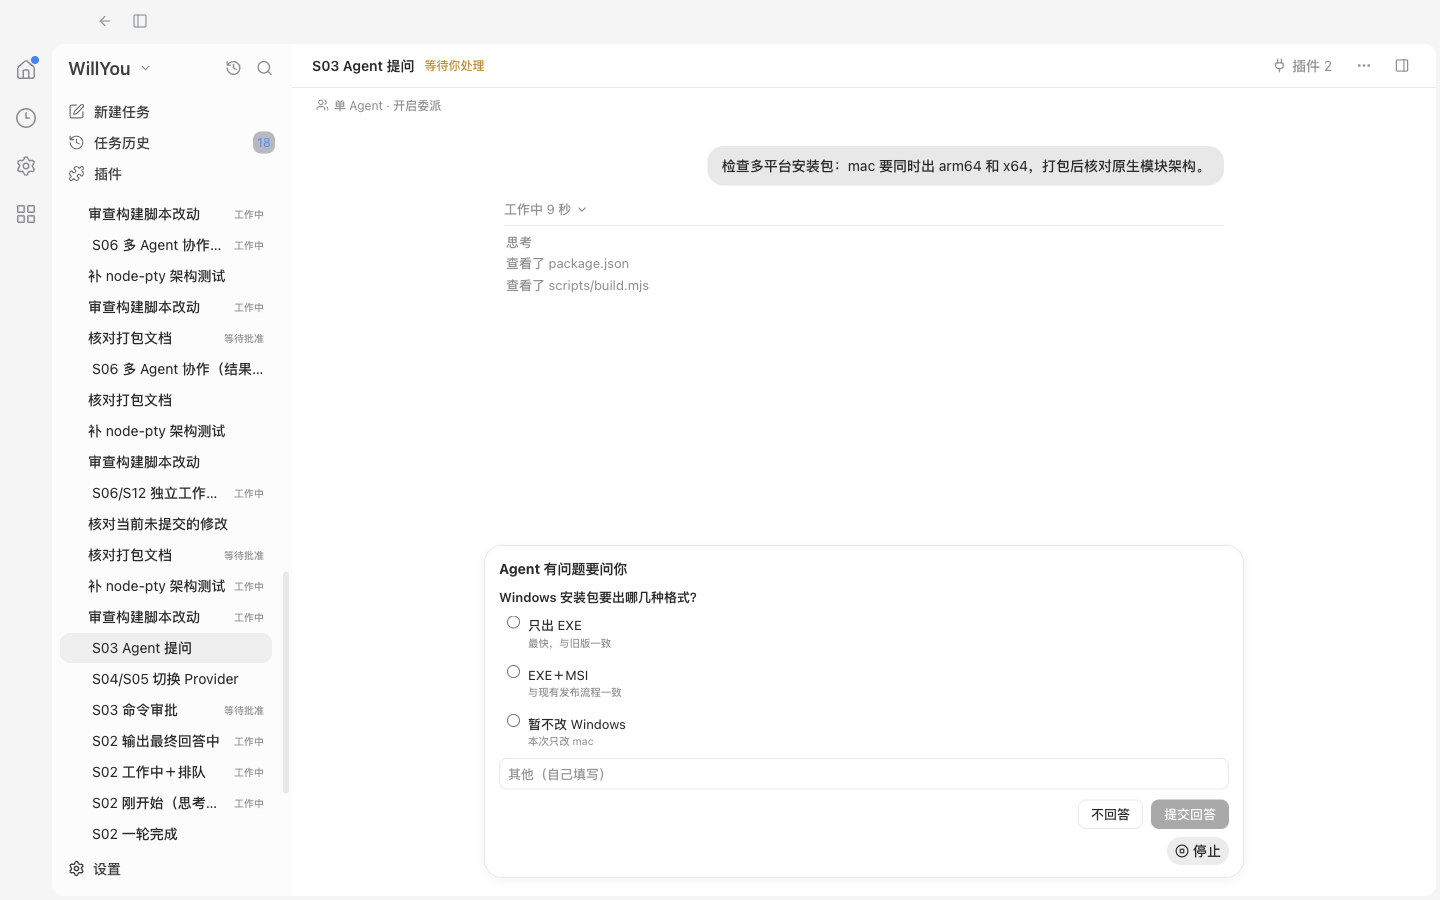 WillYou
新建任务
任务历史 18
插件
审查构建脚本改动 工作中
S06 多 Agent 协作... 工作中
补 node-pty 架构测试
审查构建脚本改动 工作中
核对打包文档 等待批准
S06 多 Agent 协作（结果...
核对打包文档
补 node-pty 架构测试
审查构建脚本改动
S06/S12 独立工作... 工作中
核对当前未提交的修改
核对打包文档 等待批准
补 node-pty 架构测试 工作中
审查构建脚本改动 工作中
S03 Agent 提问
S04/S05 切换 Provider
S03 命令审批 等待批准
S02 输出最终回答中 工作中
S02 工作中＋排队 工作中
S02 刚开始（思考... 工作中
S02 一轮完成
设置
S03 Agent 提问 等待你处理
插件 2
单 Agent · 开启委派
检查多平台安装包：mac 要同时出 arm64 和 x64，打包后核对原生模块架构。
工作中 9 秒
思考
查看了 package.json
查看了 scripts/build.mjs
Agent 有问题要问你
Windows 安装包要出哪几种格式？
只出 EXE
最快，与旧版一致
EXE＋MSI
与现有发布流程一致
暂不改 Windows
本次只改 mac
其他（自己填写）
不回答 提交回答
停止